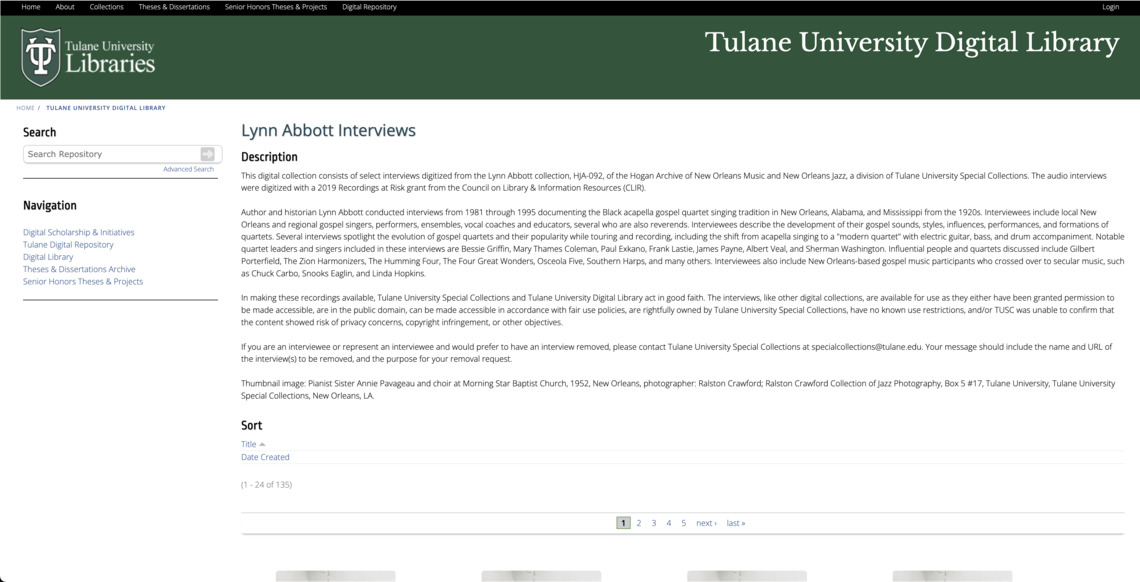 Home About Collections Theses & Dissertations Senior Honors Theses & Projects Digital Repository Login
Tulane University
Libraries
Tulane University Digital Library
HOME / TULANE UNIVERSITY DIGITAL LIBRARY
Search
Search Repository
Advanced Search
Navigation
Digital Scholarship & Initiatives
Tulane Digital Repository
Digital Library
Theses & Dissertations Archive
Senior Honors Theses & Projects
Lynn Abbott Interviews
Description
This digital collection consists of select interviews digitized from the Lynn Abbott collection, HJA-092, of the Hogan Archive of New Orleans Music and New Orleans Jazz, a division of Tulane University Special Collections. The audio interviews
were digitized with a 2019 Recordings at Risk grant from the Council on Library & Information Resources (CLIR).
Author and historian Lynn Abbott conducted interviews from 1981 through 1995 documenting the Black acapella gospel quartet singing tradition in New Orleans, Alabama, and Mississippi from the 1920s. Interviewees include local New
Orleans and regional gospel singers, performers, ensembles, vocal coaches and educators, several who are also reverends. Interviewees describe the development of their gospel sounds, styles, influences, performances, and formations of
quartets. Several interviews spotlight the evolution of gospel quartets and their popularity while touring and recording, including the shift from acapella singing to a "modern quartet" with electric guitar, bass, and drum accompaniment. Notable
quartet leaders and singers included in these interviews are Bessie Griffin, Mary Thames Coleman, Paul Exkano, Frank Lastie, James Payne, Albert Veal, and Sherman Washington. Influential people and quartets discussed include Gilbert
Porterfield, The Zion Harmonizers, The Humming Four, The Four Great Wonders, Osceola Five, Southern Harps, and many others. Interviewees also include New Orleans-based gospel music participants who crossed over to secular music, such
as Chuck Carbo, Snooks Eaglin, and Linda Hopkins.
In making these recordings available, Tulane University Special Collections and Tulane University Digital Library act in good faith. The interviews, like other digital collections, are available for use as they either have been granted permission to
be made accessible, are in the public domain, can be made accessible in accordance with fair use policies, are rightfully owned by Tulane University Special Collections, have no known use restrictions, and/or TUSC was unable to confirm that
the content showed risk of privacy concerns, copyright infringement, or other objectives.
If you are an interviewee or represent an interviewee and would prefer to have an interview removed, please contact Tulane University Special Collections at specialcollections@tulane.edu. Your message should include the name and URL of
the interview(s) to be removed, and the purpose for your removal request.
Thumbnail image: Pianist Sister Annie Pavageau and choir at Morning Star Baptist Church, 1952, New Orleans, photographer: Ralston Crawford; Ralston Crawford Collection of Jazz Photography, Box 5 #17, Tulane University, Tulane University
Special Collections, New Orleans, LA.
Sort
Title
Date Created
(1 - 24 of 135)
1 2 3 4 5 next › last »